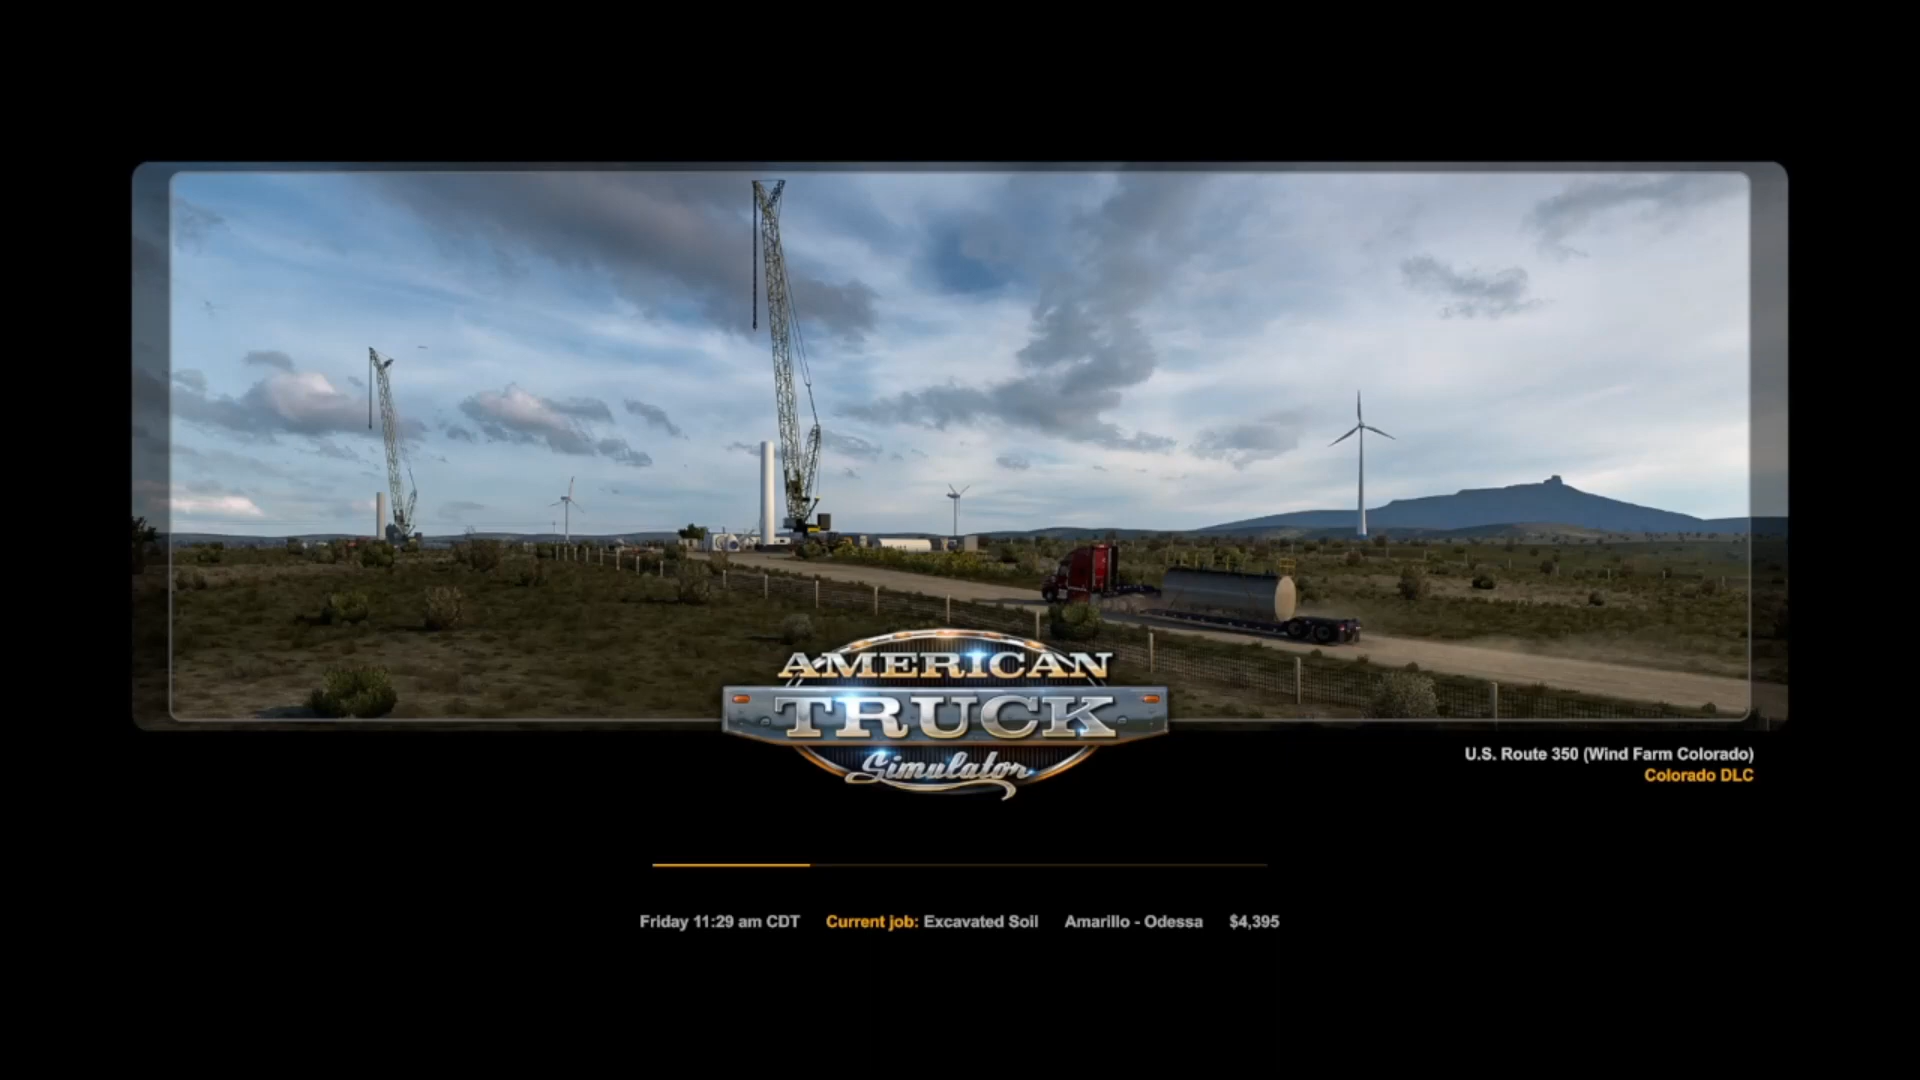 AMERICAN
TRUCK
Simulator
U.S. Route 350 (Wind Farm Colorado)
Colorado DLC
Friday 11:29 am CDT Current job: Excavated Soil Amarillo - Odessa $4,395